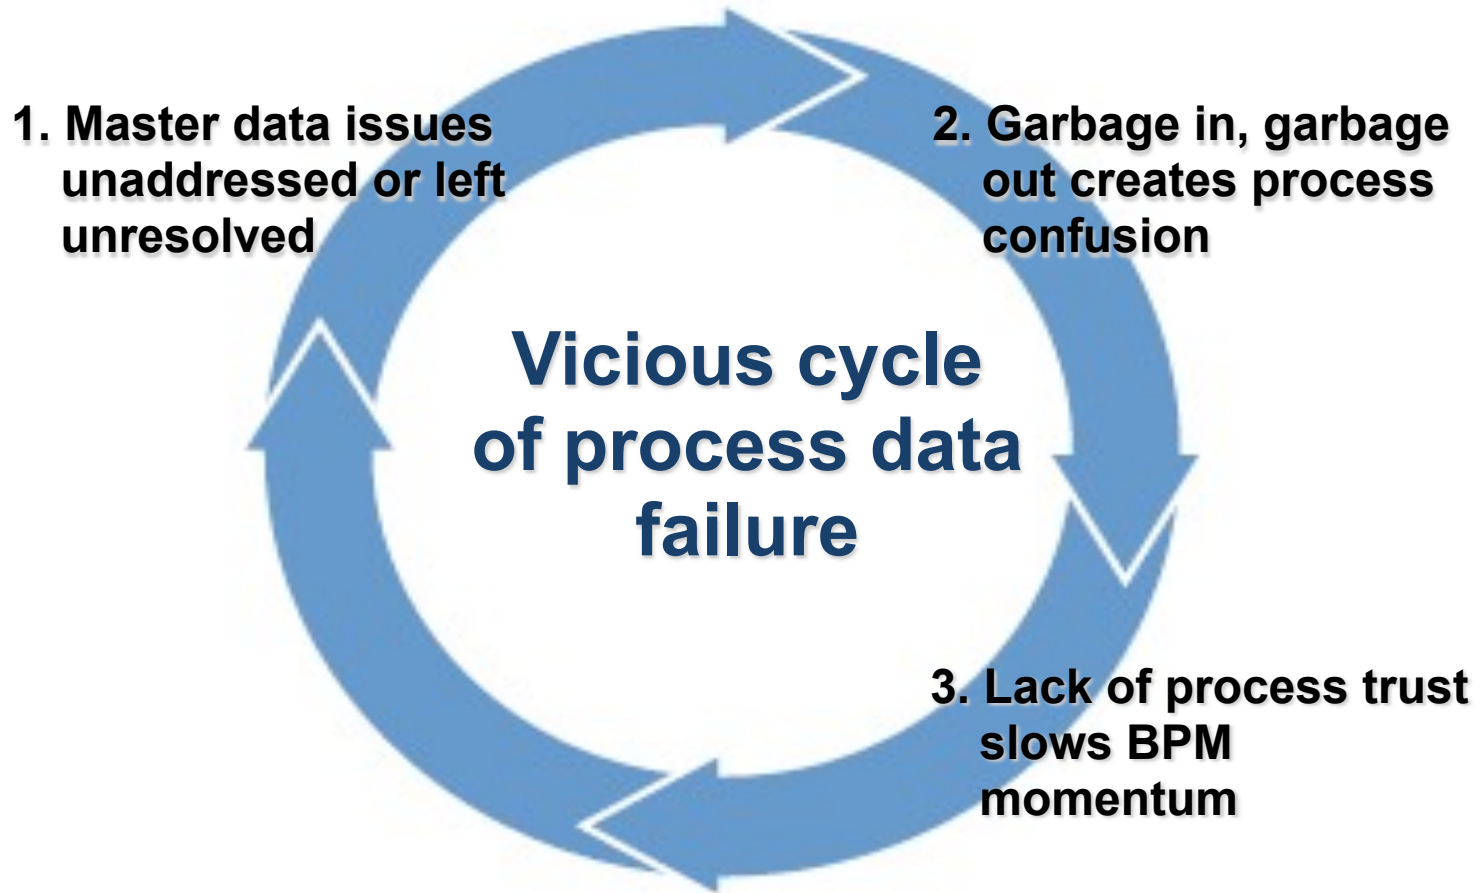 1. Master data issues
unaddressed or left
unresolved
2. Garbage in, garbage
out creates process
confusion
Vicious cycle
of process data
failure
3. Lack of process trust
slows BPM
momentum